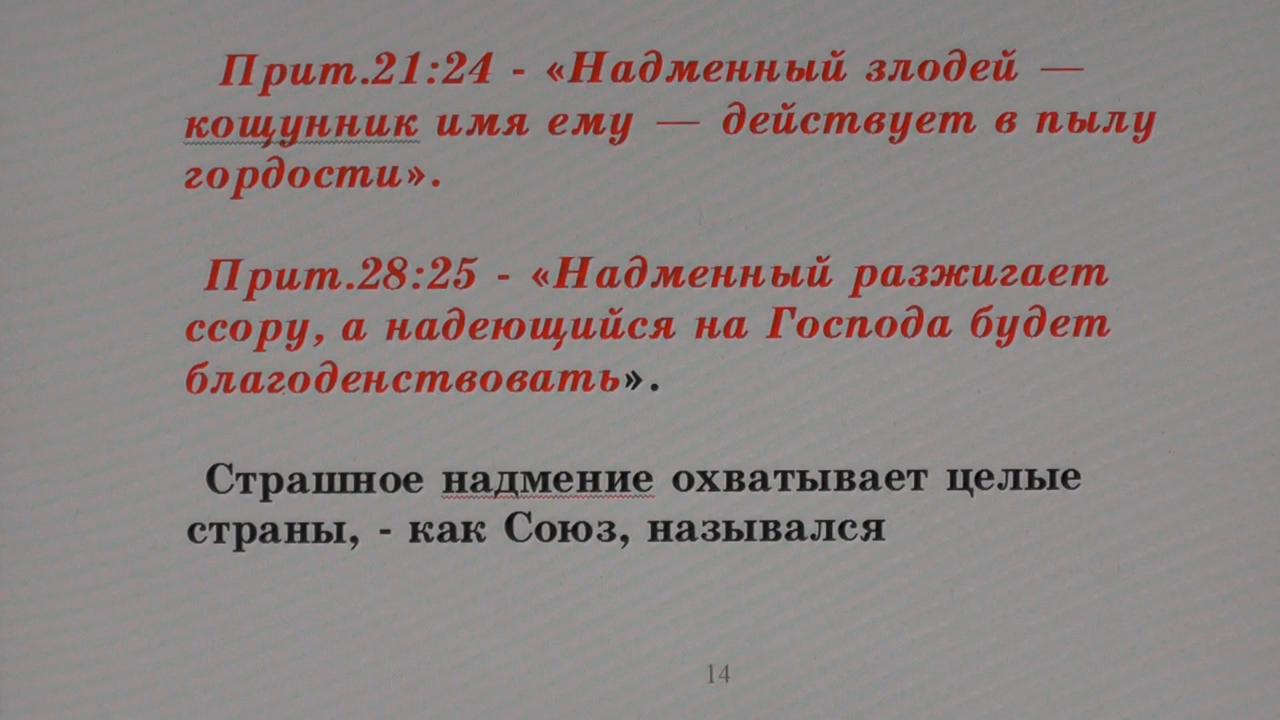 Прит.21:24 - «Надменный злодей —
кощунник имя ему — действует в пылу
гордости».
Прит.28:25 - «Надменный разжигает
ссору, а надеющийся на Господа будет
благоденствовать».
Страшное надмение охватывает целые
страны, - как Союз, назывался
14